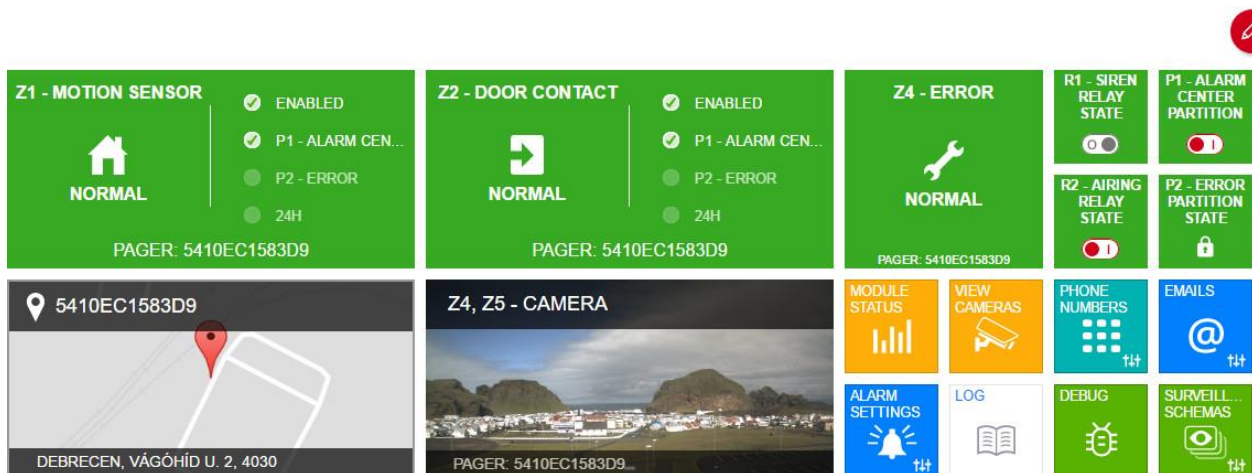 Z1 - MOTION SENSOR
NORMAL
ENABLED
P1 - ALARM CEN...
P2 - ERROR
24H
PAGER: 5410EC1583D9
Z2 - DOOR CONTACT
NORMAL
ENABLED
P1 - ALARM CEN...
P2 - ERROR
24H
PAGER: 5410EC1583D9
Z4 - ERROR
NORMAL
PAGER: 5410EC1583D9
R1 - SIREN
RELAY
STATE
P1 - ALARM
CENTER
PARTITION
R2 - AIRING
RELAY
STATE
P2 - ERROR
PARTITION
STATE
5410EC1583D9
DEBRECEN, VÁGÓHÍD U. 2, 4030
Z4, Z5 - CAMERA
PAGER: 5410EC1583D9
MODULE
STATUS
VIEW
CAMERAS
PHONE
NUMBERS
EMAILS
@
ALARM
SETTINGS
LOG
DEBUG
SURVEILL...
SCHEMAS